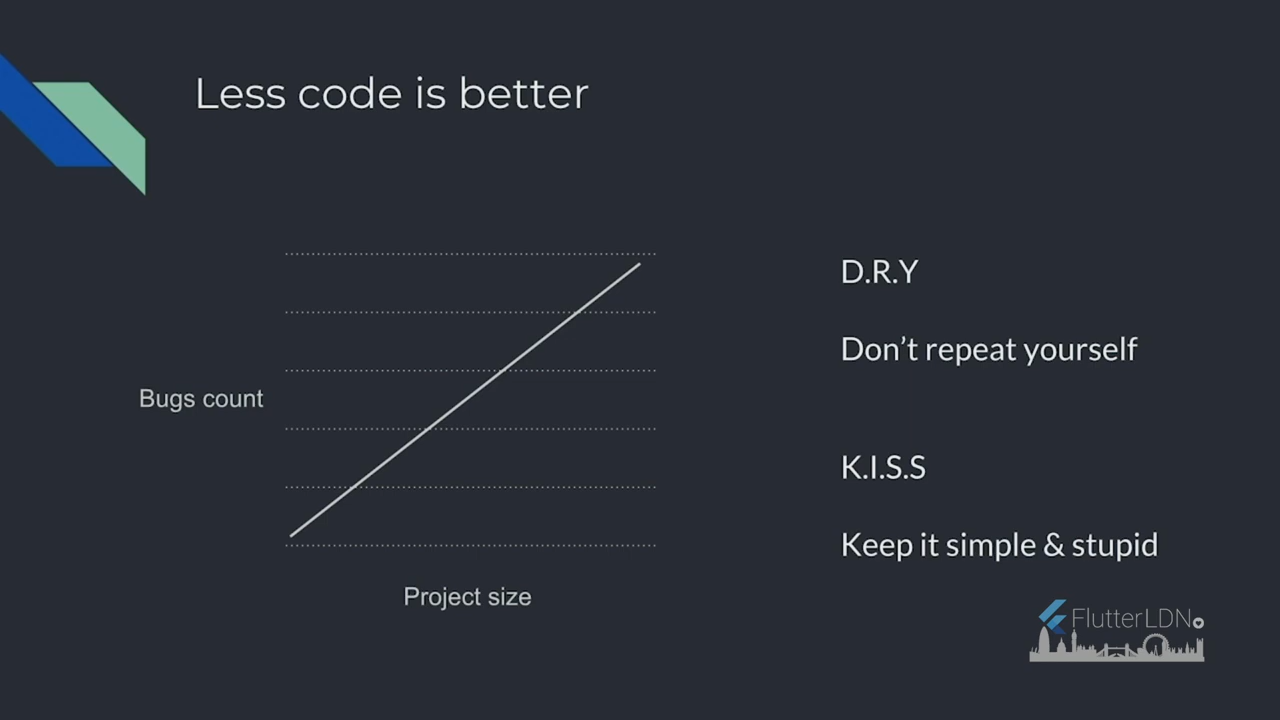 Less code is better
Bugs count
Project size
D.R.Y
Don’t repeat yourself
K.I.S.S
Keep it simple & stupid
FlutterLDN